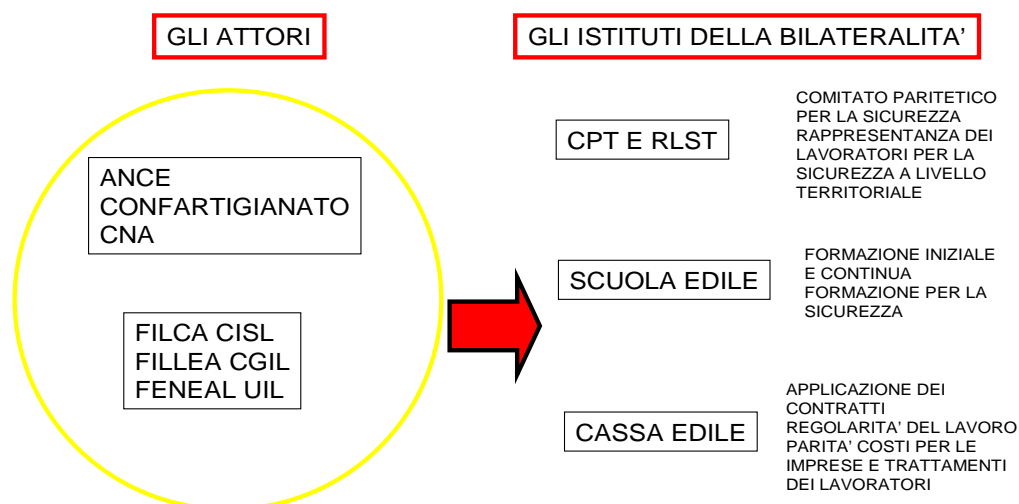 GLI ATTORI
GLI ISTITUTI DELLA BILATERALITA’
ANCE
CONFARTIGIANATO
CNA
FILCA CISL
FILLEA CGIL
FENEAL UIL
CPT E RLST
COMITATO PARITETICO
PER LA SICUREZZA
RAPPRESENTANZA DEI
LAVORATORI PER LA
SICUREZZA A LIVELLO
TERRITORIALE
SCUOLA EDILE
FORMAZIONE INIZIALE
E CONTINUA
FORMAZIONE PER LA
SICUREZZA
CASSA EDILE
APPLICAZIONE DEI
CONTRATTI
REGOLARITA’ DEL LAVORO
PARITA’ COSTI PER LE
IMPRESE E TRATTAMENTI
DEI LAVORATORI